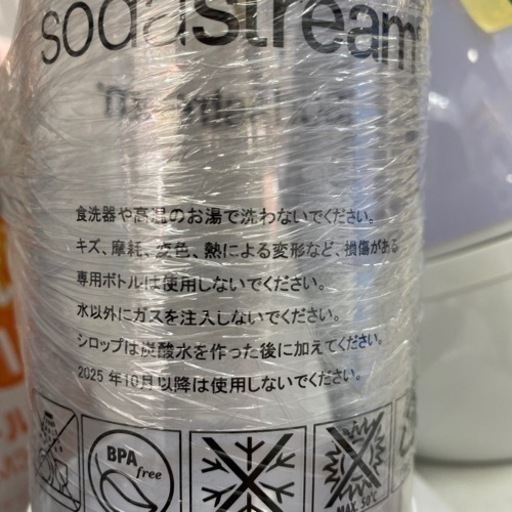 sodastream
食洗器や高温のお湯で洗わないでください。
キズ、摩耗、変色、熱による変形など、損傷がある
専用ボトルは使用しないでください。
水以外にガスを注入しないでください。
シロップは炭酸水を作った後に加えてください。
2025 年10月以降は使用しないでください。
BPA
free
MAX. 50°C